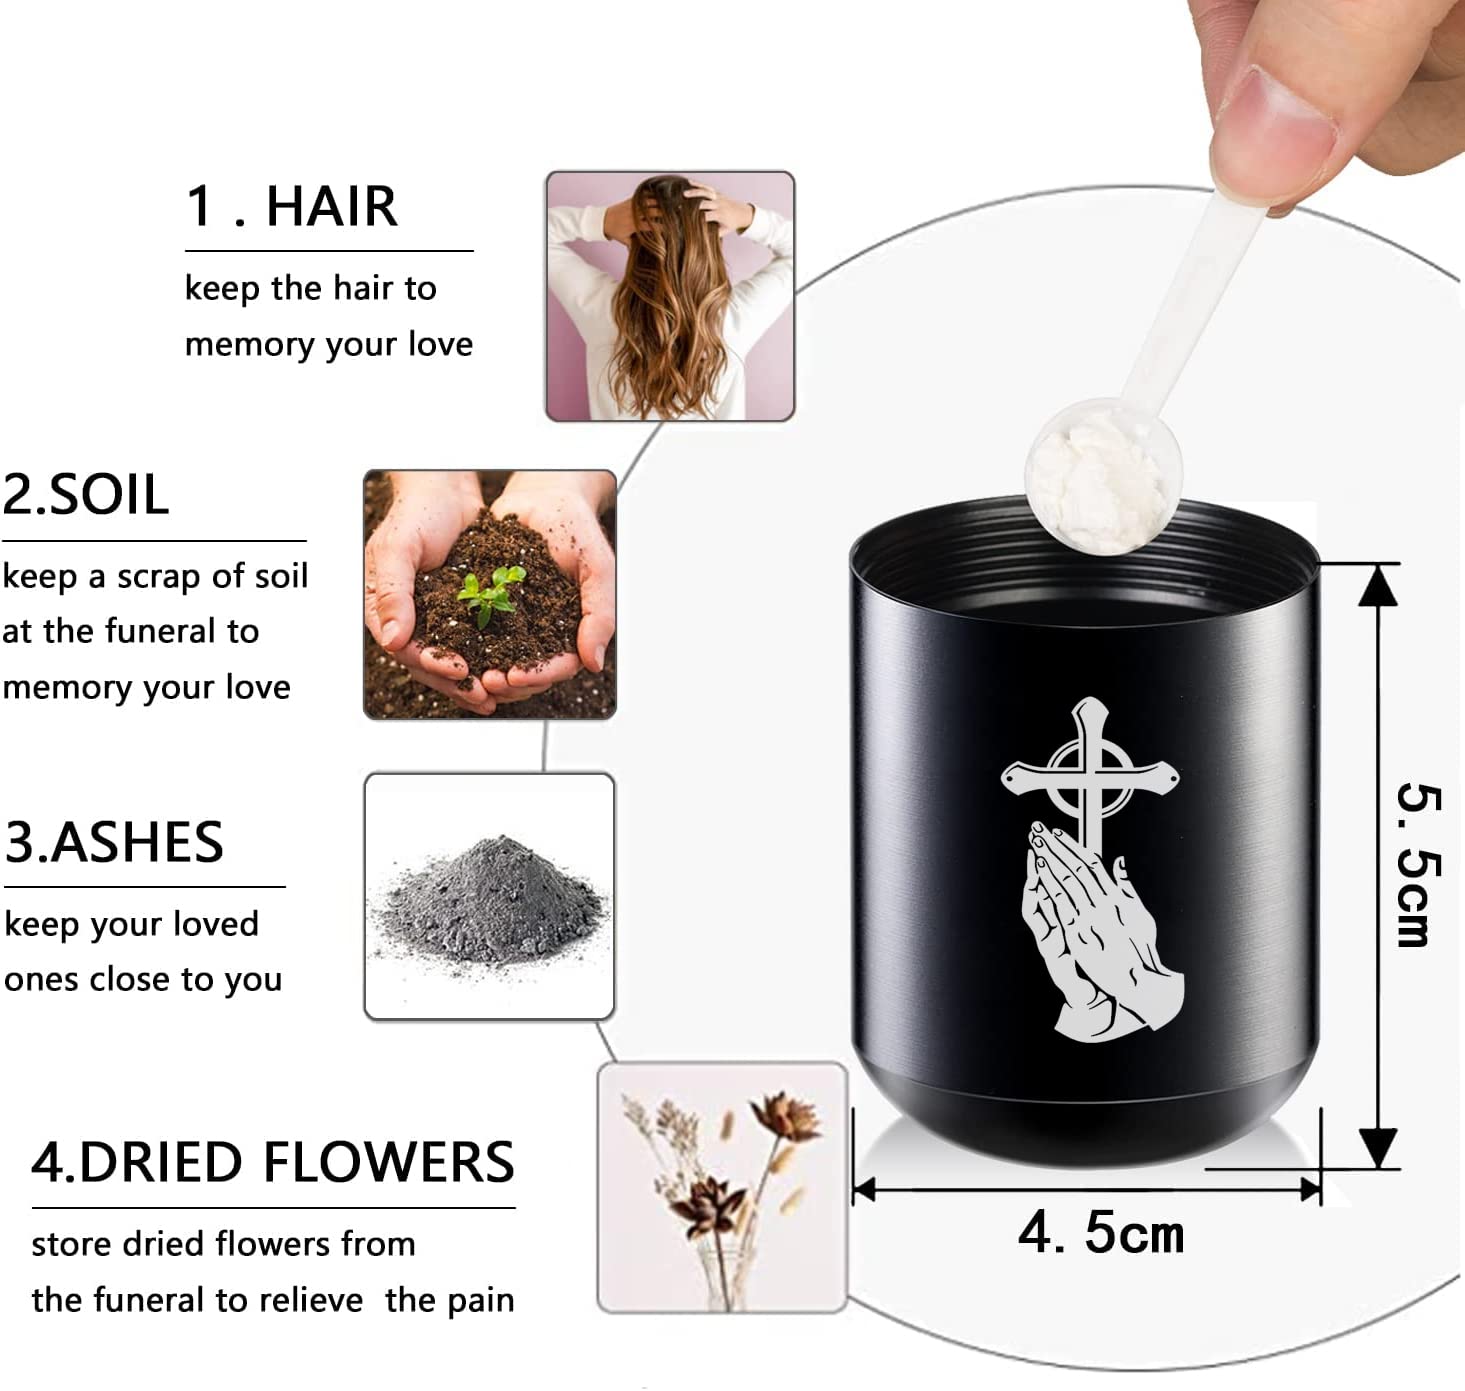 1 . HAIR
keep the hair to
memory your love
2.SOIL
keep a scrap of soil
at the funeral to
memory your love
3.ASHES
keep your loved
ones close to you
4.DRIED FLOWERS
store dried flowers from
the funeral to relieve the pain
5.5cm
4.5cm